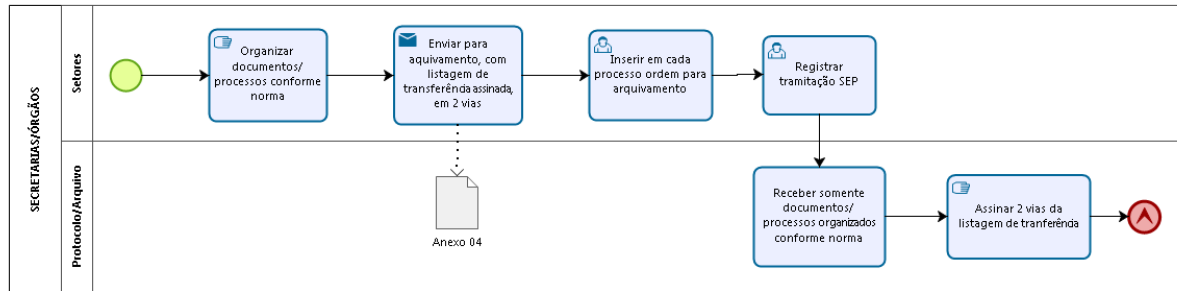 SECRETARIAS/ÓRGÃOS
Setores
Organizar
documentos/
processos conforme
norma
Enviar para
aquivamento, com
listagem de
transferência assinada,
em 2 vias
Inserir em cada
processo ordem para
arquivamento
Registrar
tramitação SEP
Protocolo/Arquivo
Anexo 04
Receber somente
documentos/
processos organizados
conforme norma
Assinar 2 vias da
listagem de tranferência